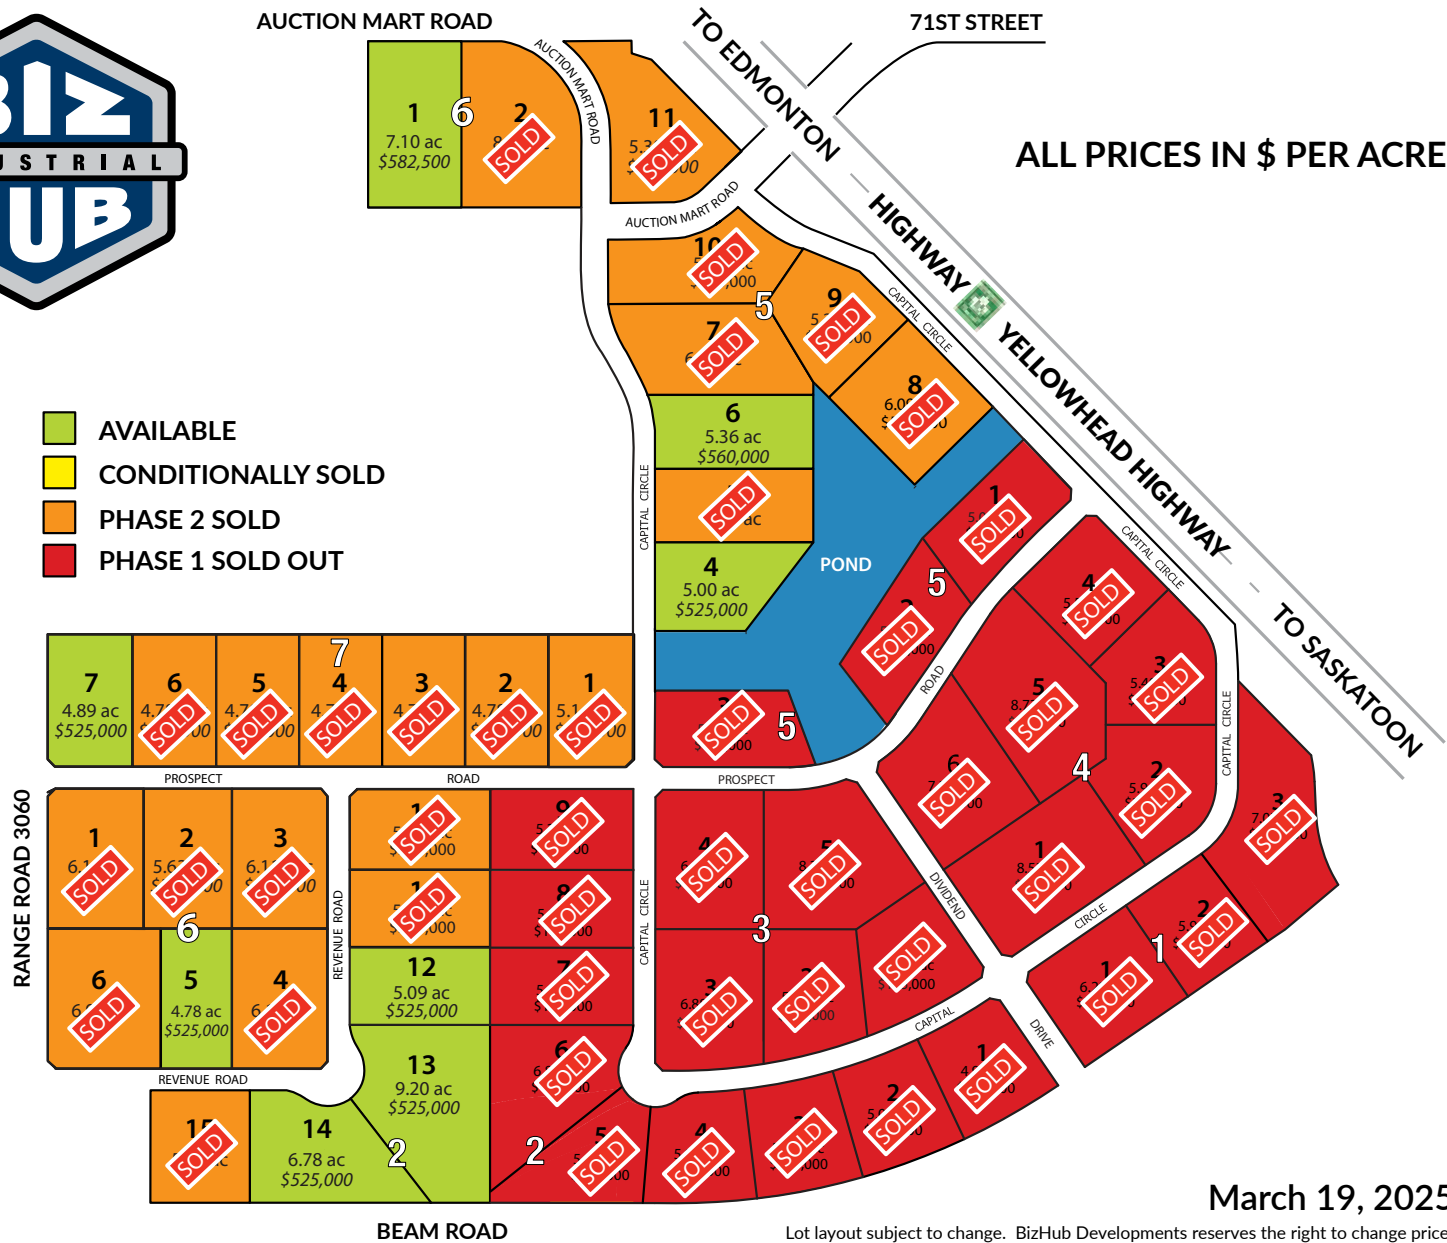 AUCTION MART ROAD
71ST STREET
TO EDMONTON
AUCTION MART ROAD
BIZ
UB
1
7.10 ac
$582,500
6
2
SOLD
11
SOLD
ALL PRICES IN $ PER ACRE
AUCTION MART ROAD
HIGHWAY
YELLOWHEAD HIGHWAY
TO SASKATOON
10
SOLD
5
9
SOLD
CAPITAL CIRCLE
7
SOLD
8
SOLD
6
5.36 ac
$560,000
AVAILABLE
CONDITIONALLY SOLD
PHASE 2 SOLD
PHASE 1 SOLD OUT
CAPITAL CIRCLE
SOLD
ac
4
5.00 ac
$525,000
POND
1
SOLD
5
SOLD
ROAD
CAPITAL CIRCLE
4
SOLD
3
SOLD
5
SOLD
4
6
SOLD
2
SOLD
1
SOLD
CAPITAL CIRCLE
7
7
4.89 ac
$525,000
6
SOLD
5
SOLD
4
SOLD
3
SOLD
2
SOLD
1
SOLD
SOLD
5
PROSPECT
ROAD
PROSPECT
RANGE ROAD 3060
1
SOLD
2
SOLD
3
SOLD
6
6
SOLD
5
4.78 ac
$525,000
4
SOLD
REVENUE ROAD
REVENUE ROAD
SOLD
9
SOLD
SOLD
8
SOLD
12
5.09 ac
$525,000
7
SOLD
13
9.20 ac
$525,000
6
SOLD
CAPITAL CIRCLE
4
SOLD
5
SOLD
3
3
SOLD
SOLD
SOLD
DIVIDEND
DRIVE
CAPITAL
CIRCLE
3
SOLD
2
SOLD
1
1
SOLD
15
SOLD
14
6.78 ac
$525,000
2
2
5
SOLD
4
SOLD
SOLD
2
SOLD
1
SOLD
BEAM ROAD
March 19, 2025
Lot layout subject to change. BizHub Developments reserves the right to change price